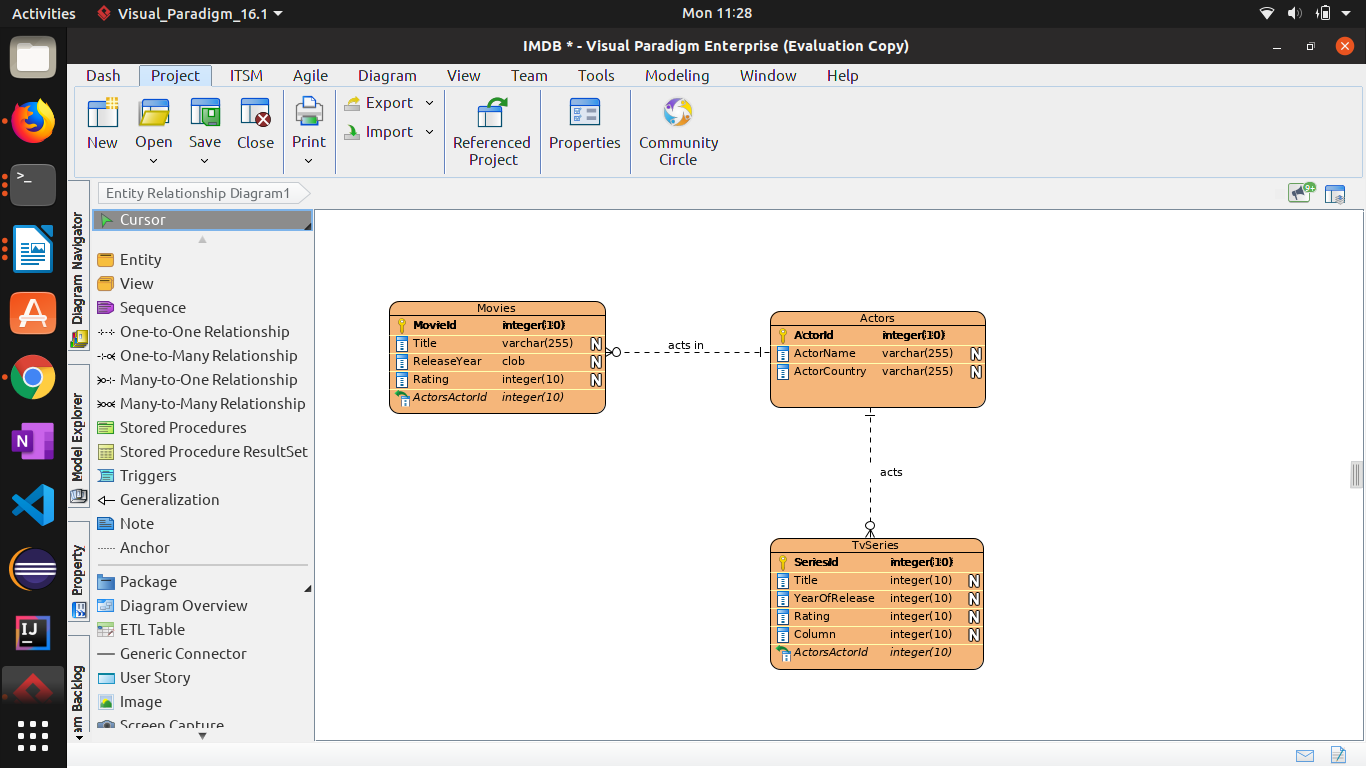 Activities Visual_Paradigm_16.1 Mon 11:28
IMDB * - Visual Paradigm Enterprise (Evaluation Copy)
Dash Project ITSM Agile Diagram View Team Tools Modeling Window Help
New Open Save Close Print Export Import Referenced Project Properties Community Circle
Entity Relationship Diagram1
9+
Diagram Navigator
Model Explorer
Property
am Backlog
Cursor
Entity
View
Sequence
One-to-One Relationship
One-to-Many Relationship
Many-to-One Relationship
Many-to-Many Relationship
Stored Procedures
Stored Procedure ResultSet
Triggers
Generalization
Note
Anchor
Package
Diagram Overview
ETL Table
Generic Connector
User Story
Image
Screen Capture
Movies
MovieId integer(10)
Title varchar(255) N
ReleaseYear clob N
Rating integer(10) N
ActorsActorId integer(10)
acts in
Actors
ActorId integer(10)
ActorName varchar(255) N
ActorCountry varchar(255) N
acts
TvSeries
SeriesId integer(10)
Title integer(10) N
YearOfRelease integer(10) N
Rating integer(10) N
Column integer(10) N
ActorsActorId integer(10)
>_
N
IJ